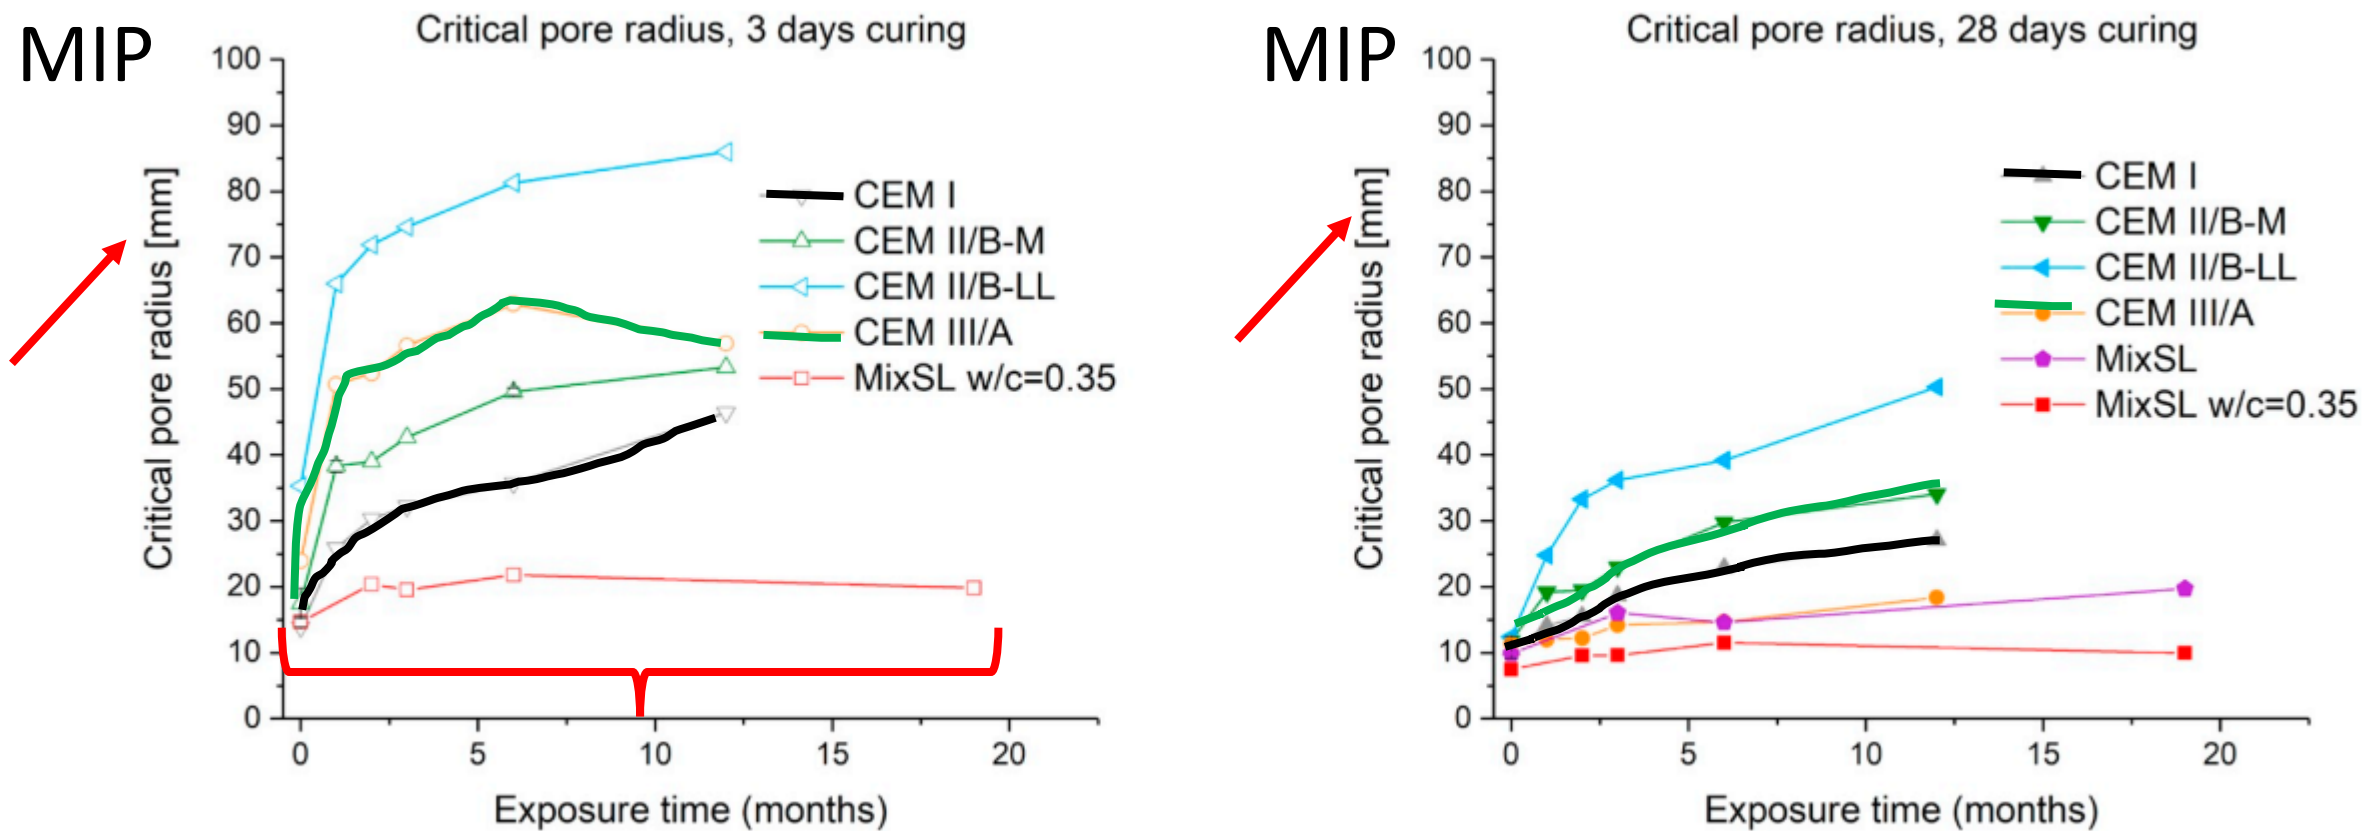 MIP
Critical pore radius, 3 days curing
Critical pore radius [mm]
100
90
80
70
60
50
40
30
20
10
0
CEM I
CEM II/B-M
CEM II/B-LL
CEM III/A
MixSL w/c=0.35
0 5 10 15 20
Exposure time (months)
MIP
Critical pore radius, 28 days curing
Critical pore radius [mm]
100
90
80
70
60
50
40
30
20
10
0
CEM I
CEM II/B-M
CEM II/B-LL
CEM III/A
MixSL
MixSL w/c=0.35
0 5 10 15 20
Exposure time (months)